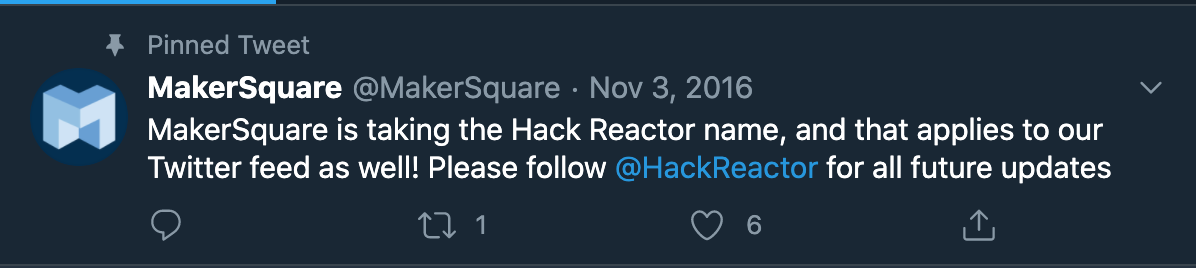 Pinned Tweet
MakerSquare @MakerSquare · Nov 3, 2016
MakerSquare is taking the Hack Reactor name, and that applies to our
Twitter feed as well! Please follow @HackReactor for all future updates
1 6